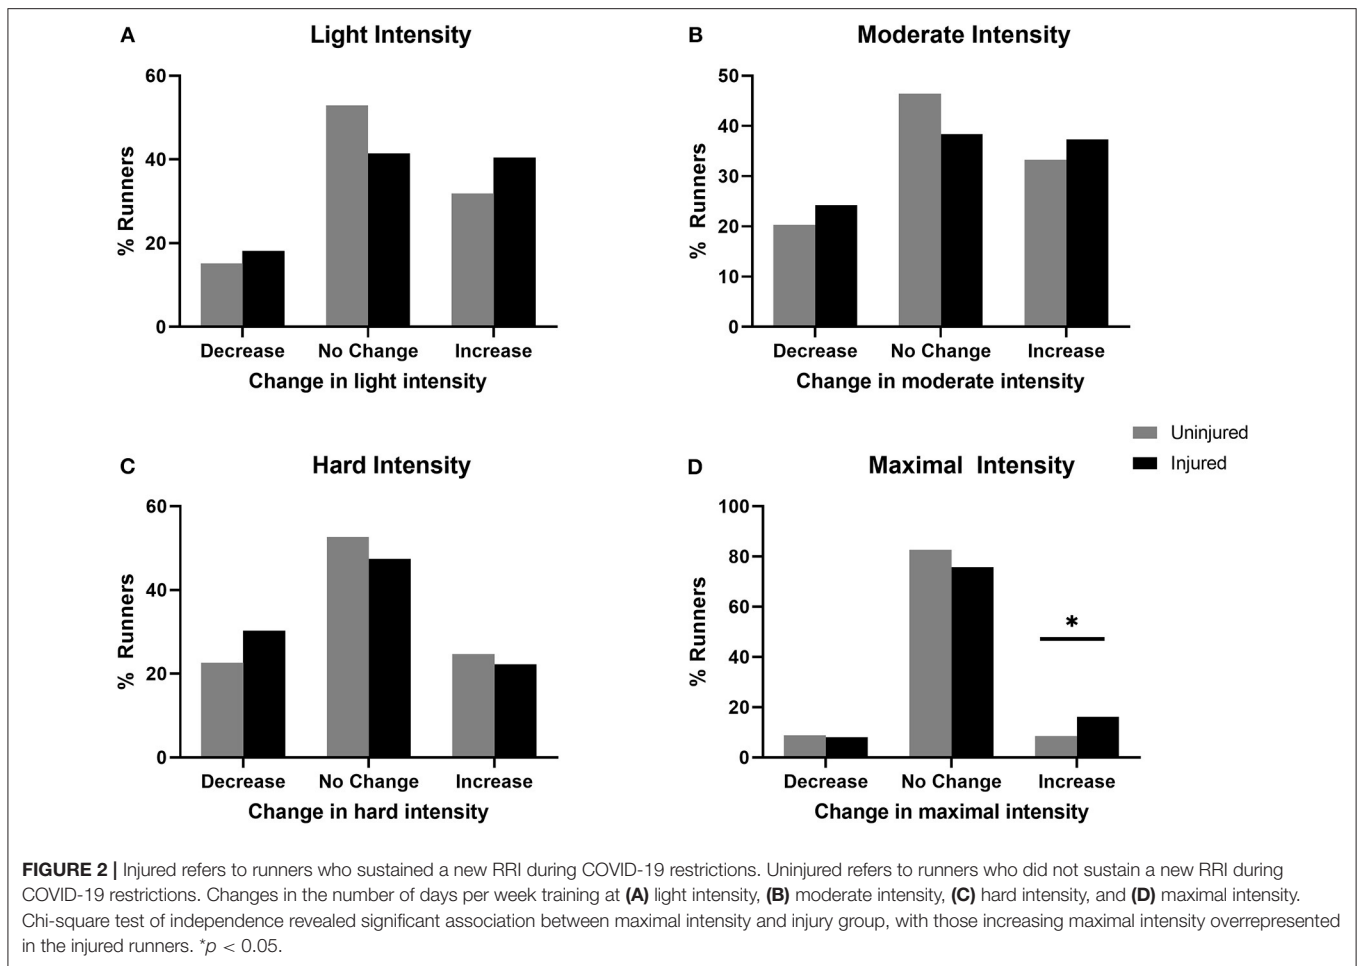 A Light Intensity
60
40
20
0
% Runners
Decrease No Change Increase
Change in light intensity
B Moderate Intensity
50
40
30
20
10
0
% Runners
Decrease No Change Increase
Change in moderate intensity
Uninjured
Injured
C Hard Intensity
60
40
20
0
% Runners
Decrease No Change Increase
Change in hard intensity
D Maximal Intensity
100
80
60
40
20
0
% Runners
*
Decrease No Change Increase
Change in maximal intensity
FIGURE 2 | Injured refers to runners who sustained a new RRI during COVID-19 restrictions. Uninjured refers to runners who did not sustain a new RRI during
COVID-19 restrictions. Changes in the number of days per week training at (A) light intensity, (B) moderate intensity, (C) hard intensity, and (D) maximal intensity.
Chi-square test of independence revealed significant association between maximal intensity and injury group, with those increasing maximal intensity overrepresented
in the injured runners. *p < 0.05.